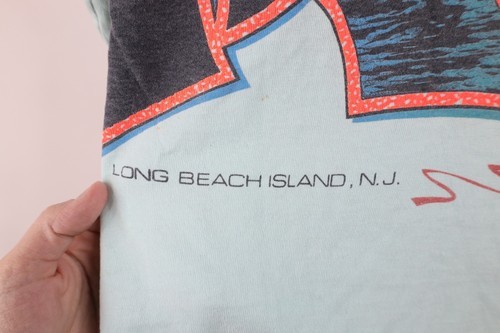 LONG BEACH ISLAND, N.J.